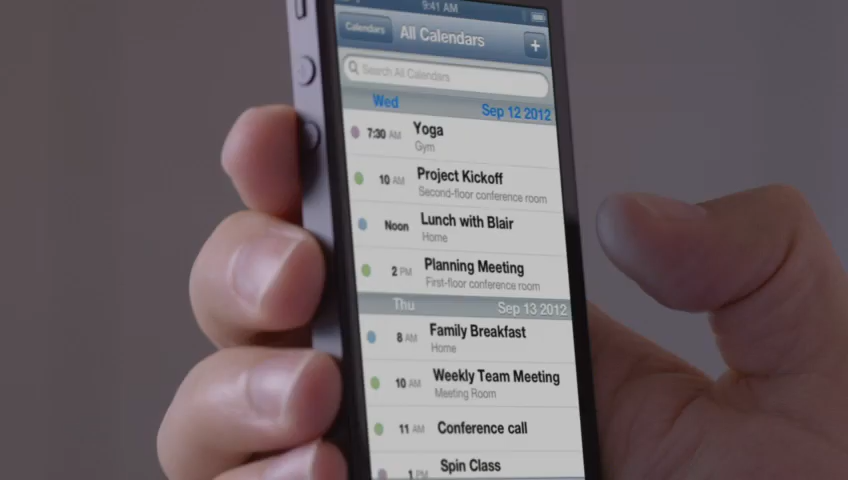 9:41 AM
Calendars
All Calendars
+
Search All Calendars
Wed Sep 12 2012
7:30 AM Yoga
Gym
10 AM Project Kickoff
Second-floor conference room
Noon Lunch with Blair
Home
2 PM Planning Meeting
First-floor conference room
Thu Sep 13 2012
8 AM Family Breakfast
Home
10 AM Weekly Team Meeting
Meeting Room
11 AM Conference call
1 PM Spin Class